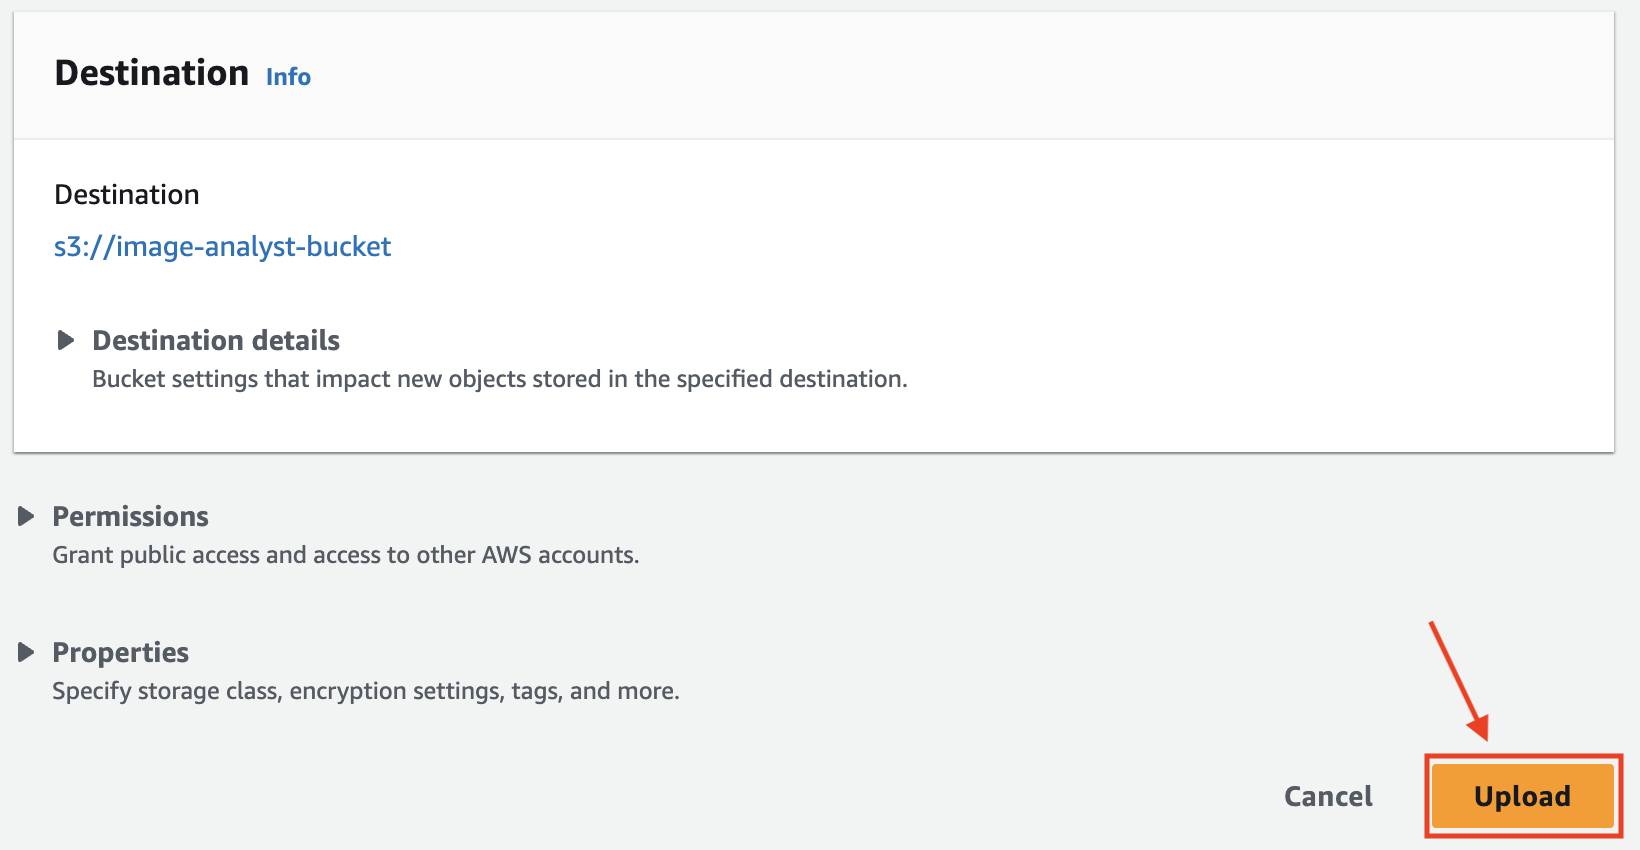 Destination Info
Destination
s3://image-analyst-bucket
Destination details
Bucket settings that impact new objects stored in the specified destination.
Permissions
Grant public access and access to other AWS accounts.
Properties
Specify storage class, encryption settings, tags, and more.
Cancel Upload